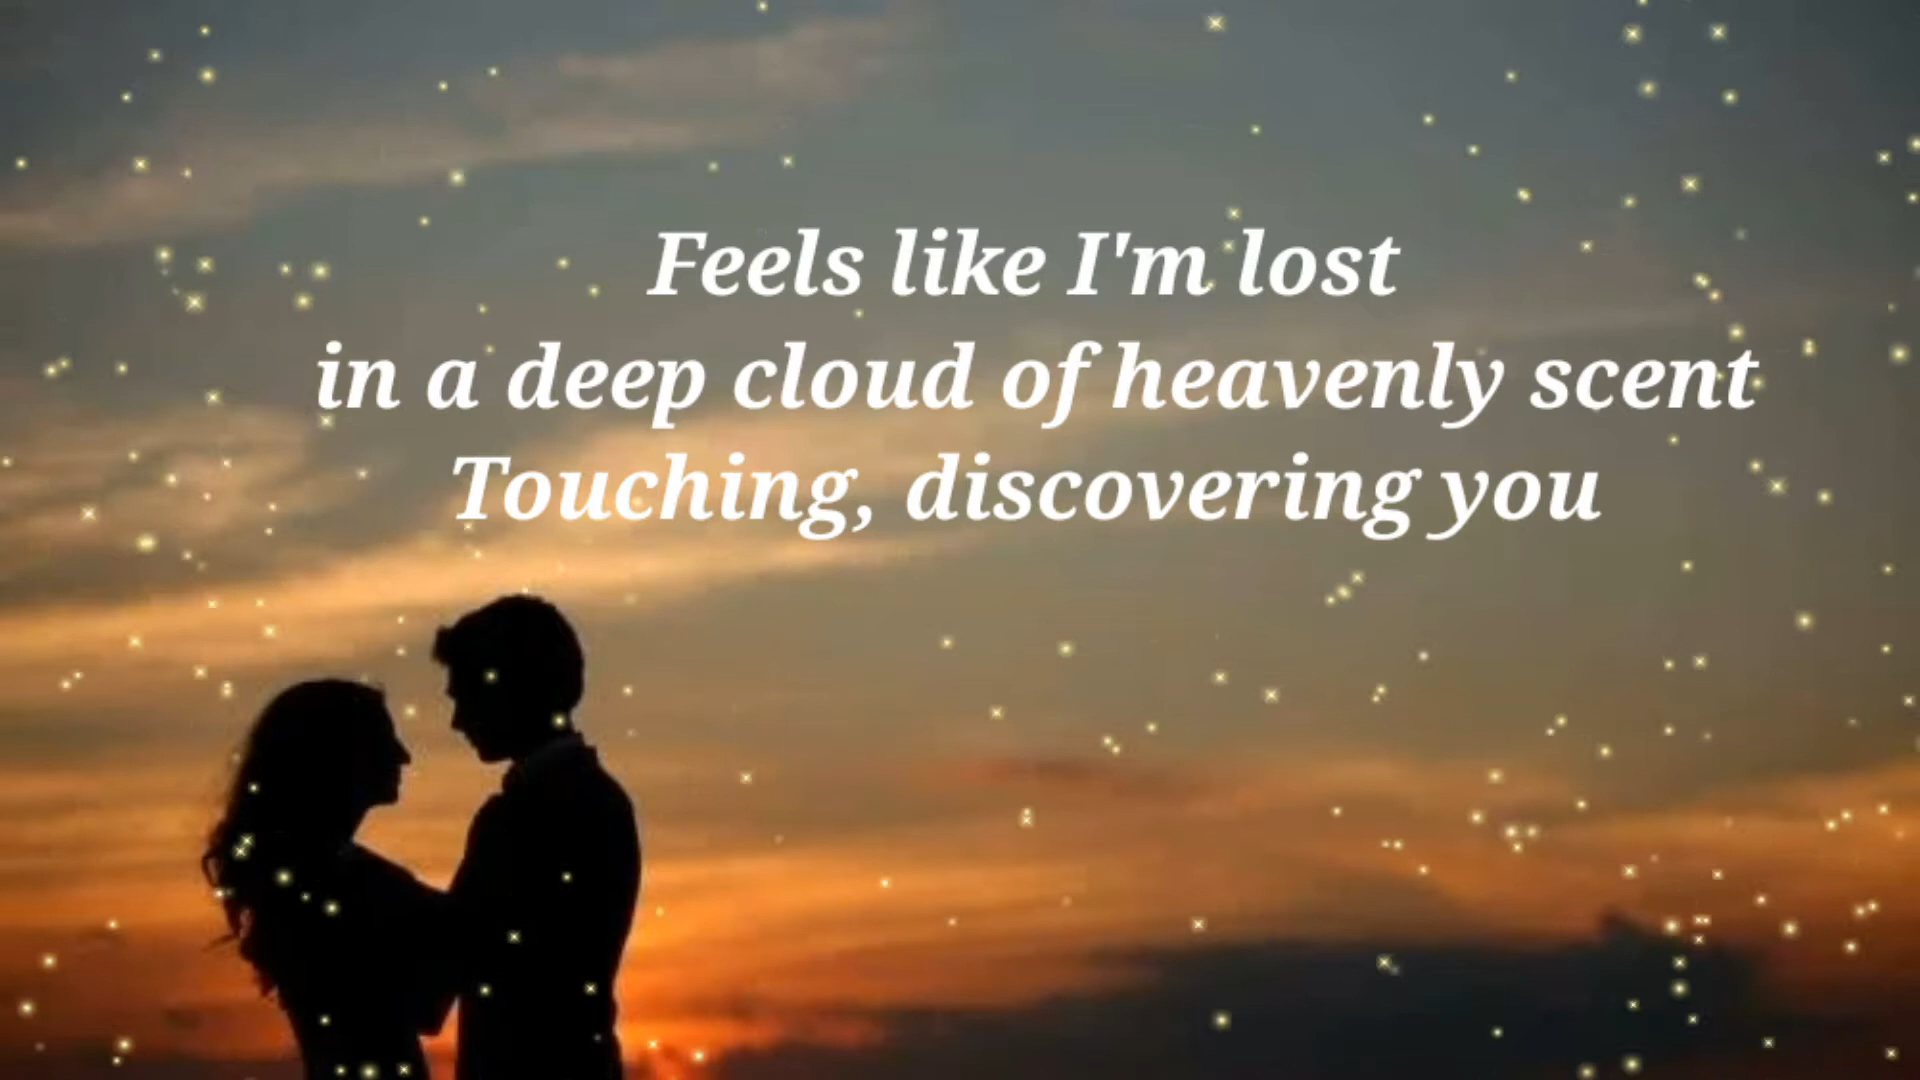 Feels like I'm lost
in a deep cloud of heavenly scent
Touching, discovering you